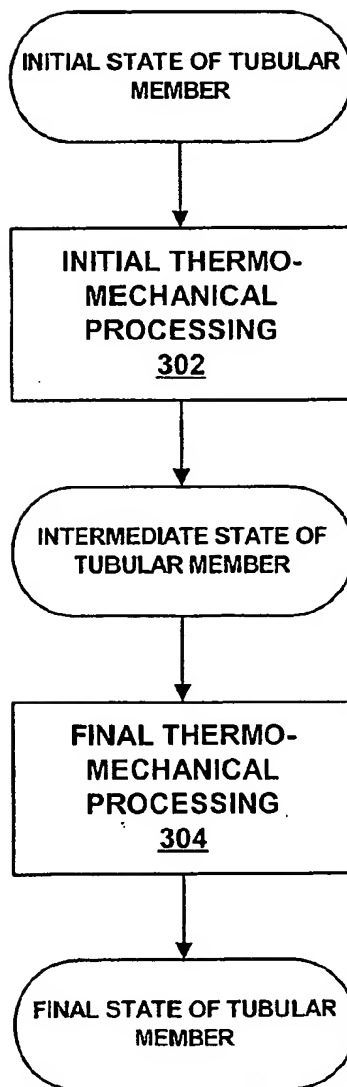 INITIAL STATE OF TUBULAR
MEMBER
INITIAL THERMO-
MECHANICAL
PROCESSING
302
INTERMEDIATE STATE OF
TUBULAR MEMBER
FINAL THERMO-
MECHANICAL
PROCESSING
304
FINAL STATE OF TUBULAR
MEMBER